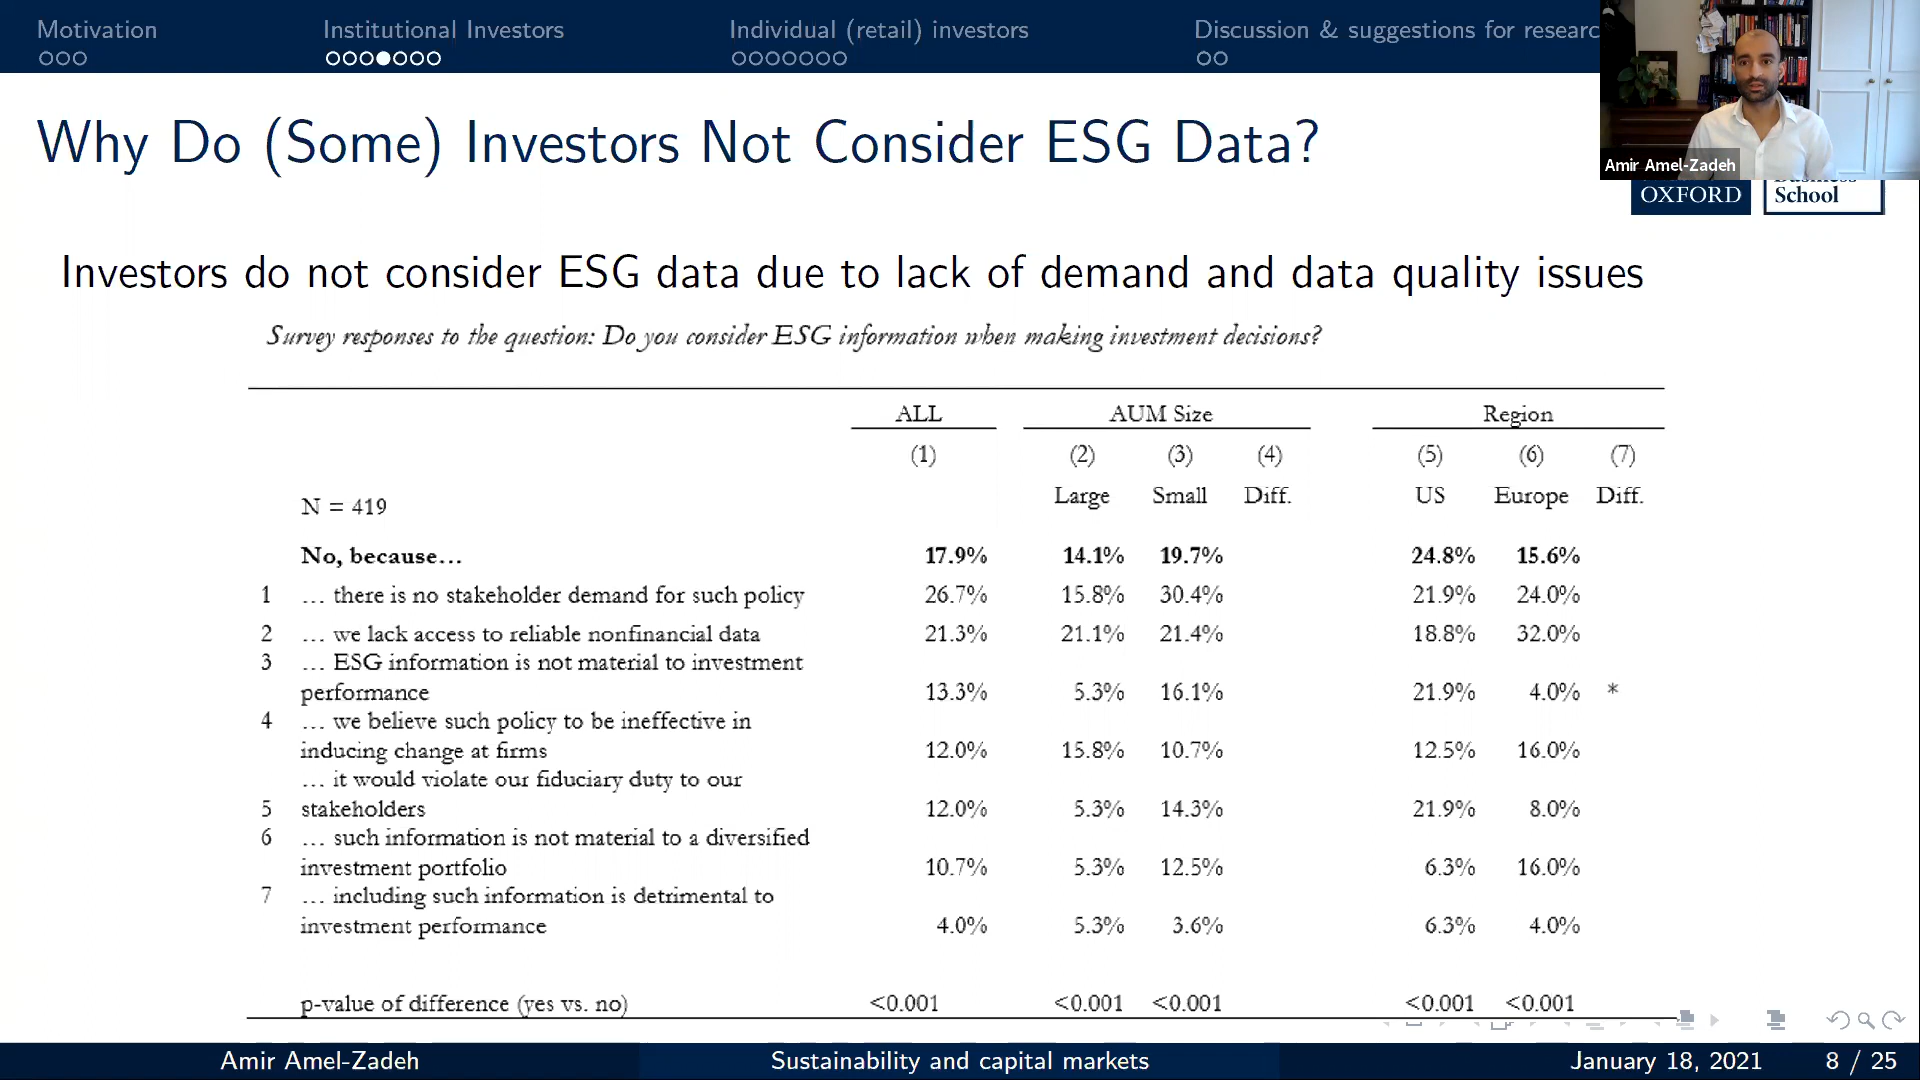 Motivation Institutional Investors Individual (retail) investors Discussion & suggestions for researc
Why Do (Some) Investors Not Consider ESG Data?
Amir Amel-Zadeh
OXFORD School
Investors do not consider ESG data due to lack of demand and data quality issues
Survey responses to the question: Do you consider ESG information when making investment decisions?
ALL AUM Size Region
(1) (2) (3) (4) (5) (6) (7)
Large Small Diff. US Europe Diff.
N = 419
No, because... 17.9% 14.1% 19.7% 24.8% 15.6%
1 ... there is no stakeholder demand for such policy 26.7% 15.8% 30.4% 21.9% 24.0%
2 ... we lack access to reliable nonfinancial data 21.3% 21.1% 21.4% 18.8% 32.0%
3 ... ESG information is not material to investment
performance 13.3% 5.3% 16.1% 21.9% 4.0% *
4 ... we believe such policy to be ineffective in
inducing change at firms 12.0% 15.8% 10.7% 12.5% 16.0%
... it would violate our fiduciary duty to our
5 stakeholders 12.0% 5.3% 14.3% 21.9% 8.0%
6 ... such information is not material to a diversified
investment portfolio 10.7% 5.3% 12.5% 6.3% 16.0%
7 ... including such information is detrimental to
investment performance 4.0% 5.3% 3.6% 6.3% 4.0%
p-value of difference (yes vs. no) <0.001 <0.001 <0.001 <0.001 <0.001
Amir Amel-Zadeh Sustainability and capital markets January 18, 2021 8 / 25